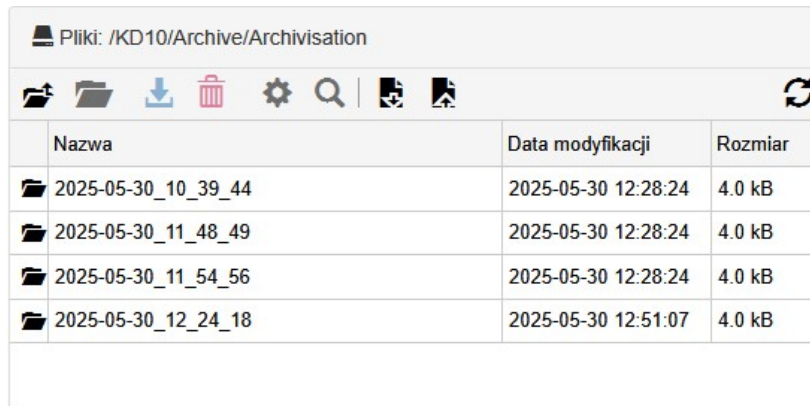 Pliki: /KD10/Archive/Archivisation
Nazwa Data modyfikacji Rozmiar
2025-05-30_10_39_44 2025-05-30 12:28:24 4.0 kB
2025-05-30_11_48_49 2025-05-30 12:28:24 4.0 kB
2025-05-30_11_54_56 2025-05-30 12:28:24 4.0 kB
2025-05-30_12_24_18 2025-05-30 12:51:07 4.0 kB